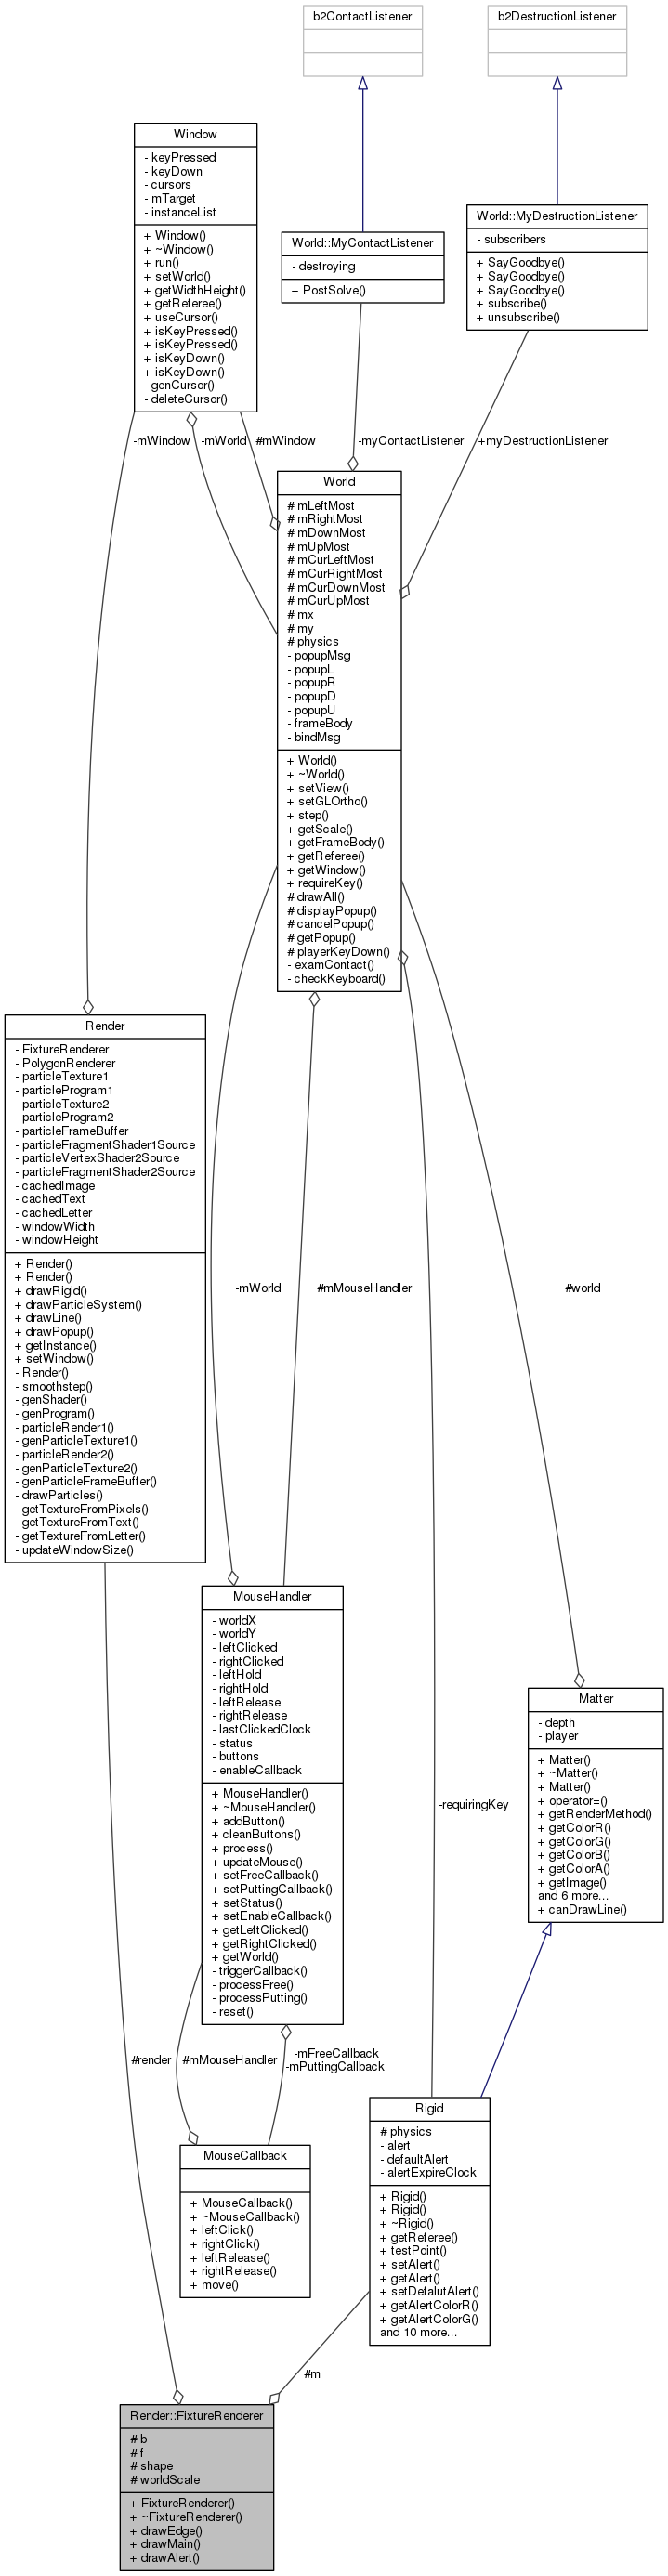 b2ContactListener
b2DestructionListener
Window
- keyPressed
- keyDown
- cursors
- mTarget
- instanceList
+ Window()
+ ~Window()
+ run()
+ setWorld()
+ getWidthHeight()
+ getReferee()
+ useCursor()
+ isKeyPressed()
+ isKeyPressed()
+ isKeyDown()
+ isKeyDown()
- genCursor()
- deleteCursor()
World::MyContactListener
- destroying
+ PostSolve()
World::MyDestructionListener
- subscribers
+ SayGoodbye()
+ SayGoodbye()
+ SayGoodbye()
+ subscribe()
+ unsubscribe()
-mWindow
-mWorld
#mWindow
-myContactListener
+myDestructionListener
World
# mLeftMost
# mRightMost
# mDownMost
# mUpMost
# mCurLeftMost
# mCurRightMost
# mCurDownMost
# mCurUpMost
# mx
# my
# physics
- popupMsg
- popupL
- popupR
- popupD
- popupU
- frameBody
- bindMsg
+ World()
+ ~World()
+ setView()
+ setGLOrtho()
+ step()
+ getScale()
+ getFrameBody()
+ getReferee()
+ getWindow()
+ requireKey()
# drawAll()
# displayPopup()
# cancelPopup()
# getPopup()
# playerKeyDown()
- examContact()
- checkKeyboard()
Render
- FixtureRenderer
- PolygonRenderer
- particleTexture1
- particleProgram1
- particleTexture2
- particleProgram2
- particleFrameBuffer
- particleFragmentShader1Source
- particleVertexShader2Source
- particleFragmentShader2Source
- cachedImage
- cachedText
- cachedLetter
- windowWidth
- windowHeight
+ Render()
+ Render()
+ drawRigid()
+ drawParticleSystem()
+ drawLine()
+ drawPopup()
+ getInstance()
+ setWindow()
- Render()
- smoothstep()
- genShader()
- genProgram()
- particleRender1()
- genParticleTexture1()
- particleRender2()
- genParticleTexture2()
- genParticleFrameBuffer()
- drawParticles()
- getTextureFromPixels()
- getTextureFromText()
- getTextureFromLetter()
- updateWindowSize()
-mWorld
#mMouseHandler
#world
MouseHandler
- worldX
- worldY
- leftClicked
- rightClicked
- leftHold
- rightHold
- leftRelease
- rightRelease
- lastClickedClock
- status
- buttons
- enableCallback
+ MouseHandler()
+ ~MouseHandler()
+ addButton()
+ cleanButtons()
+ process()
+ updateMouse()
+ setFreeCallback()
+ setPuttingCallback()
+ setStatus()
+ setEnableCallback()
+ getLeftClicked()
+ getRightClicked()
+ getWorld()
- triggerCallback()
- processFree()
- processPutting()
- reset()
-requiringKey
Matter
- depth
- player
+ Matter()
+ ~Matter()
+ Matter()
+ operator=()
+ getRenderMethod()
+ getColorR()
+ getColorG()
+ getColorB()
+ getColorA()
+ getImage()
and 6 more...
+ canDrawLine()
#render
#mMouseHandler
-mFreeCallback
-mPuttingCallback
MouseCallback
+ MouseCallback()
+ ~MouseCallback()
+ leftClick()
+ rightClick()
+ leftRelease()
+ rightRelease()
+ move()
Rigid
# physics
- alert
- defaultAlert
- alertExpireClock
+ Rigid()
+ Rigid()
+ ~Rigid()
+ getReferee()
+ testPoint()
+ setAlert()
+ getAlert()
+ setDefalutAlert()
+ getAlertColorR()
+ getAlertColorG()
and 10 more...
#m
Render::FixtureRenderer
# b
# f
# shape
# worldScale
+ FixtureRenderer()
+ ~FixtureRenderer()
+ drawEdge()
+ drawMain()
+ drawAlert()